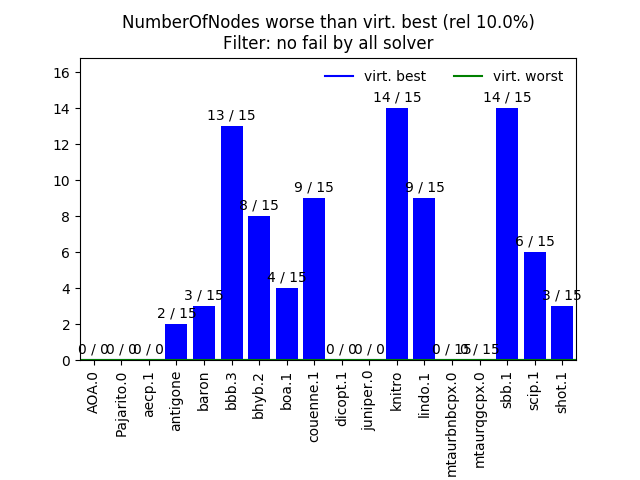 NumberOfNodes worse than virt. best (rel 10.0%)
Filter: no fail by all solver
virt. best
virt. worst
16
14
12
10
8
6
4
2
0
0 / 0
0 / 0
0 / 0
2 / 15
3 / 15
13 / 15
8 / 15
4 / 15
9 / 15
0 / 0
0 / 0
14 / 15
9 / 15
0 / 15
0 / 15
14 / 15
6 / 15
3 / 15
AOA.0
Pajarito.0
aecp.1
antigone
baron
bbb.3
bhyb.2
boa.1
couenne.1
dicopt.1
juniper.0
knitro
lindo.1
mtaurbnbcpx.0
mtaurqgcpx.0
sbb.1
scip.1
shot.1